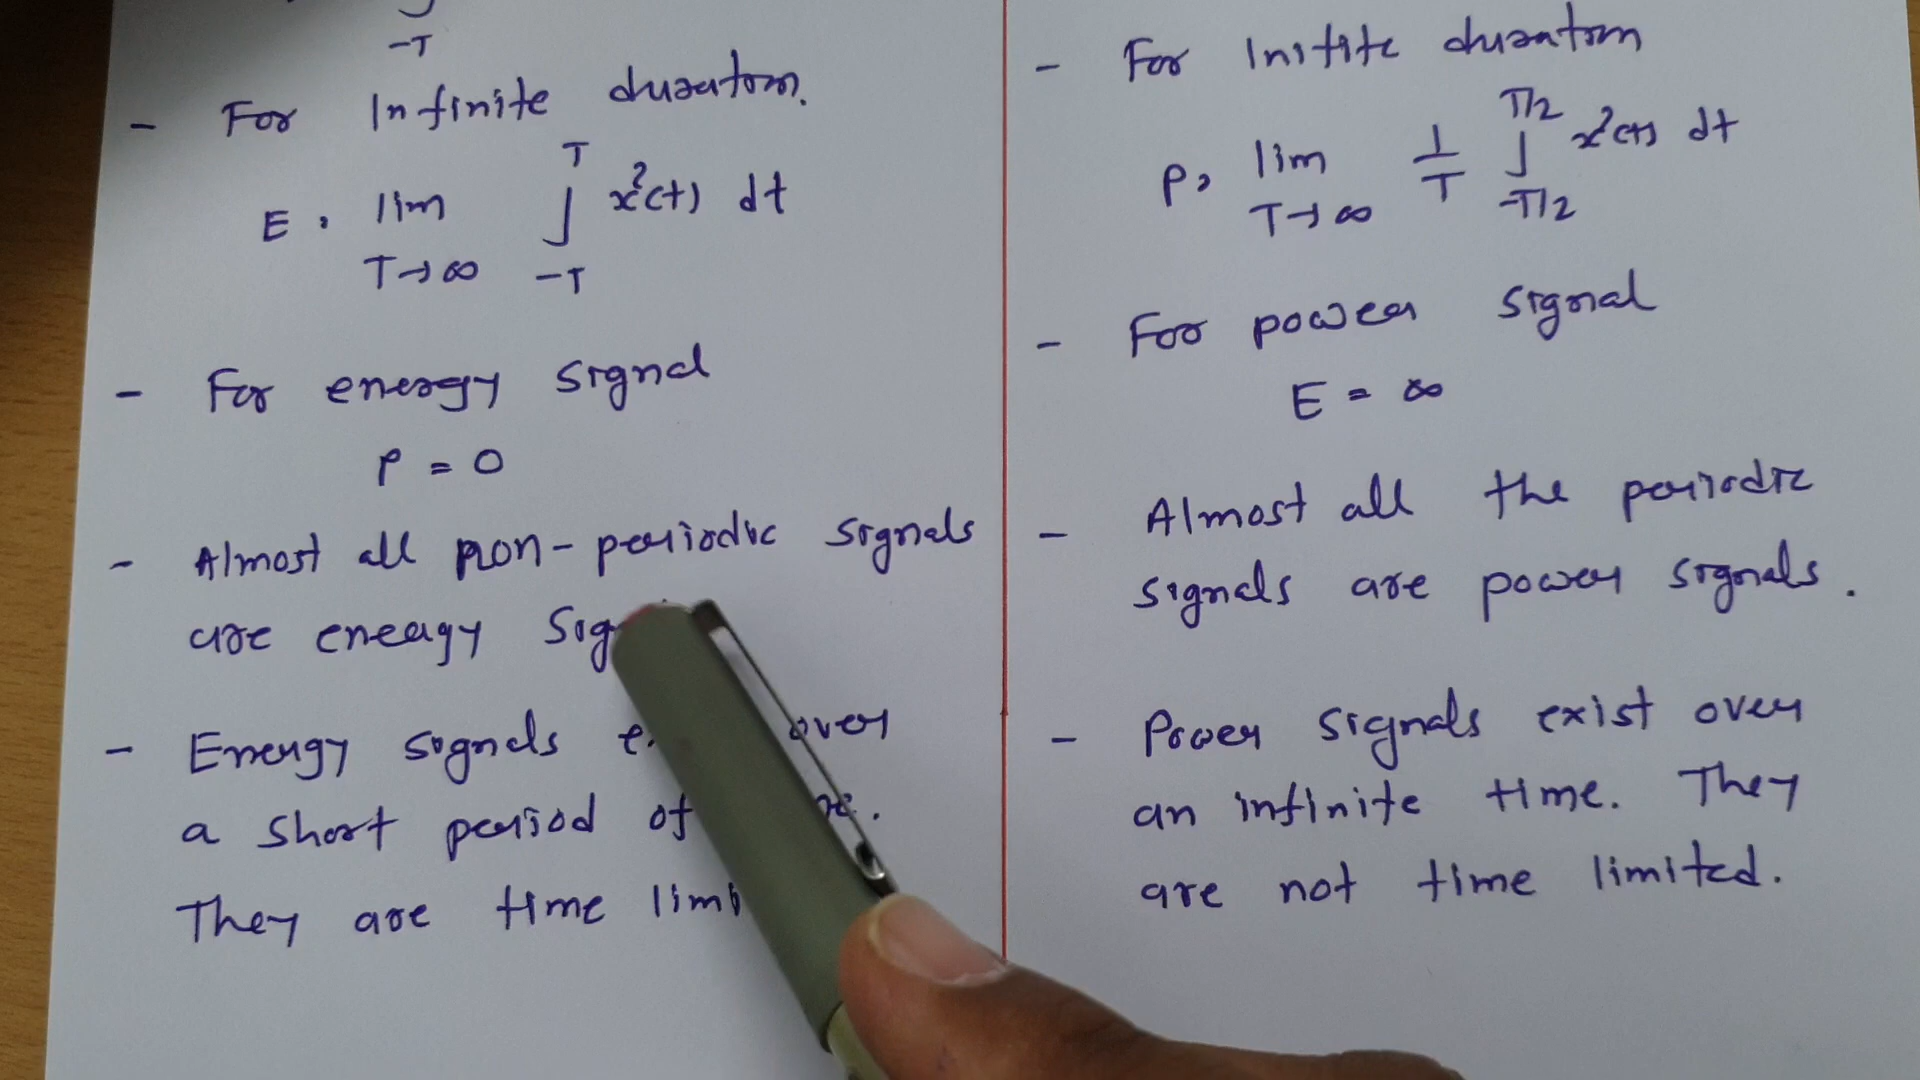 -T
- For Infinite duration.
T
E = lim ∫ x²(t) dt
T→∞ -T
- For energy signal
P = 0
- Almost all non-periodic signals
are energy
- Energy signals over
a short period of
They are time
- For Initite duration
T/2
P = lim 1/T ∫ x²(t) dt
T→∞ -T/2
- For power signal
E = ∞
- Almost all the periodic
signals are power signals.
- Power signals exist over
an infinite time. They
are not time limited.